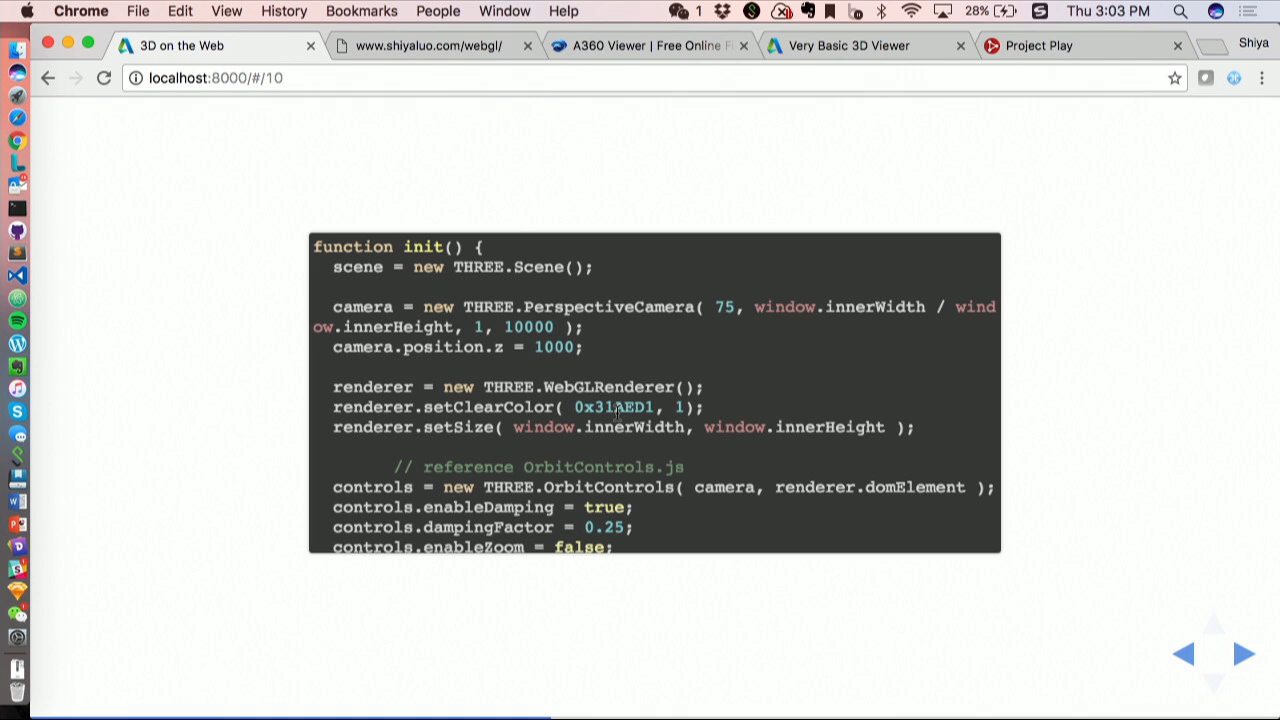 Chrome File Edit View History Bookmarks People Window Help 1 28% Thu 3:03 PM
3D on the Web www.shiyaluo.com/webgl/ A360 Viewer | Free Online F Very Basic 3D Viewer Project Play Shiya
localhost:8000/#/10
function init() {
scene = new THREE.Scene();
camera = new THREE.PerspectiveCamera( 75, window.innerWidth / wind
ow.innerHeight, 1, 10000 );
camera.position.z = 1000;
renderer = new THREE.WebGLRenderer();
renderer.setClearColor( 0x31AED1, 1);
renderer.setSize( window.innerWidth, window.innerHeight );
// reference OrbitControls.js
controls = new THREE.OrbitControls( camera, renderer.domElement );
controls.enableDamping = true;
controls.dampingFactor = 0.25;
controls.enableZoom = false;